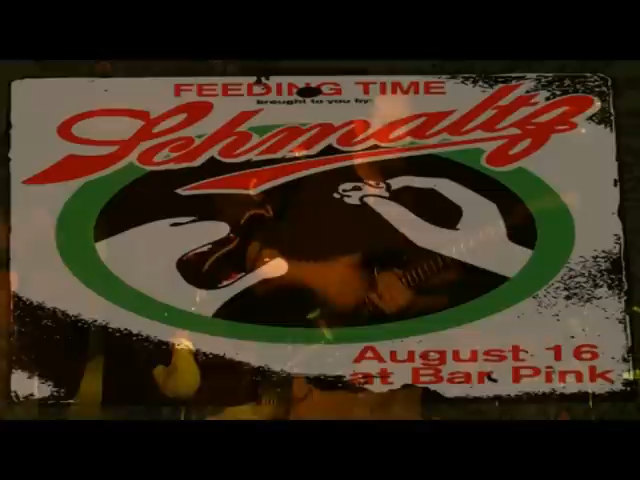 FEEDING TIME
brought to you by:
Schmaltz
August 16
at Bar Pink